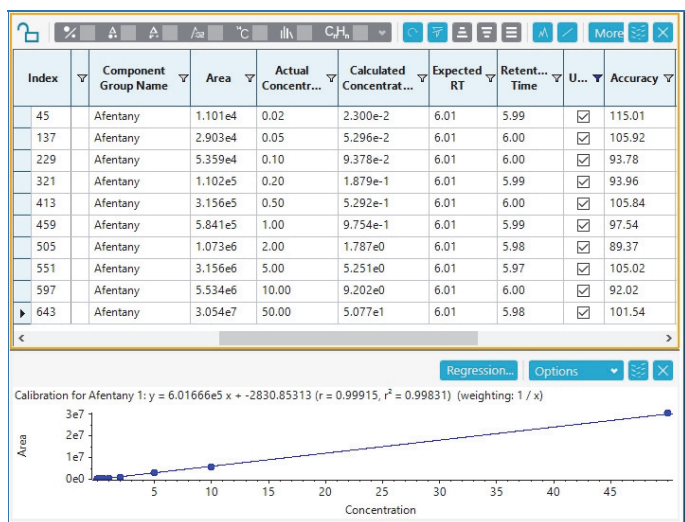 More
Index Component Group Name Area Actual Concentr... Calculated Concentrat... Expected RT Retent... Time U... Accuracy
45 Afentany 1.101e4 0.02 2.300e-2 6.01 5.99 115.01
137 Afentany 2.903e4 0.05 5.296e-2 6.01 6.00 105.92
229 Afentany 5.359e4 0.10 9.378e-2 6.01 6.00 93.78
321 Afentany 1.102e5 0.20 1.879e-1 6.01 5.99 93.96
413 Afentany 3.156e5 0.50 5.292e-1 6.01 6.00 105.84
459 Afentany 5.841e5 1.00 9.754e-1 6.01 5.99 97.54
505 Afentany 1.073e6 2.00 1.787e0 6.01 5.98 89.37
551 Afentany 3.156e6 5.00 5.251e0 6.01 5.97 105.02
597 Afentany 5.534e6 10.00 9.202e0 6.01 6.00 92.02
643 Afentany 3.054e7 50.00 5.077e1 6.01 5.98 101.54
Regression... Options
Calibration for Afentany 1: y = 6.01666e5 x + -2830.85313 (r = 0.99915, r² = 0.99831) (weighting: 1 / x)
3e7
2e7
1e7
0e0
Area
5 10 15 20 25 30 35 40 45
Concentration